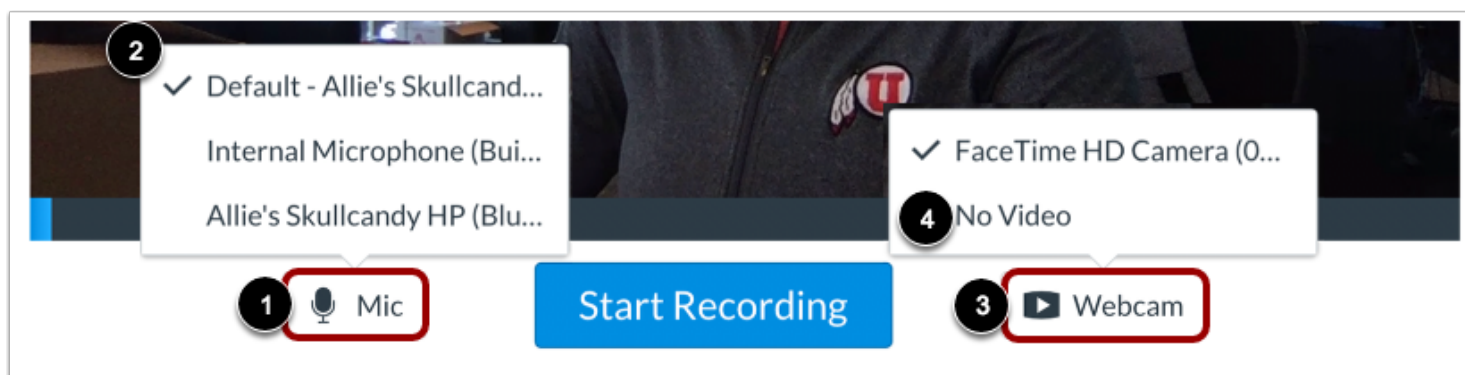 2
Default - Allie's Skullcand...
Internal Microphone (Bui...
Allie's Skullcandy HP (Blu...
U
FaceTime HD Camera (0...
4 No Video
1 Mic
Start Recording
3 Webcam